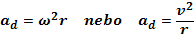 a_d = ω²r nebo a_d = v²/r